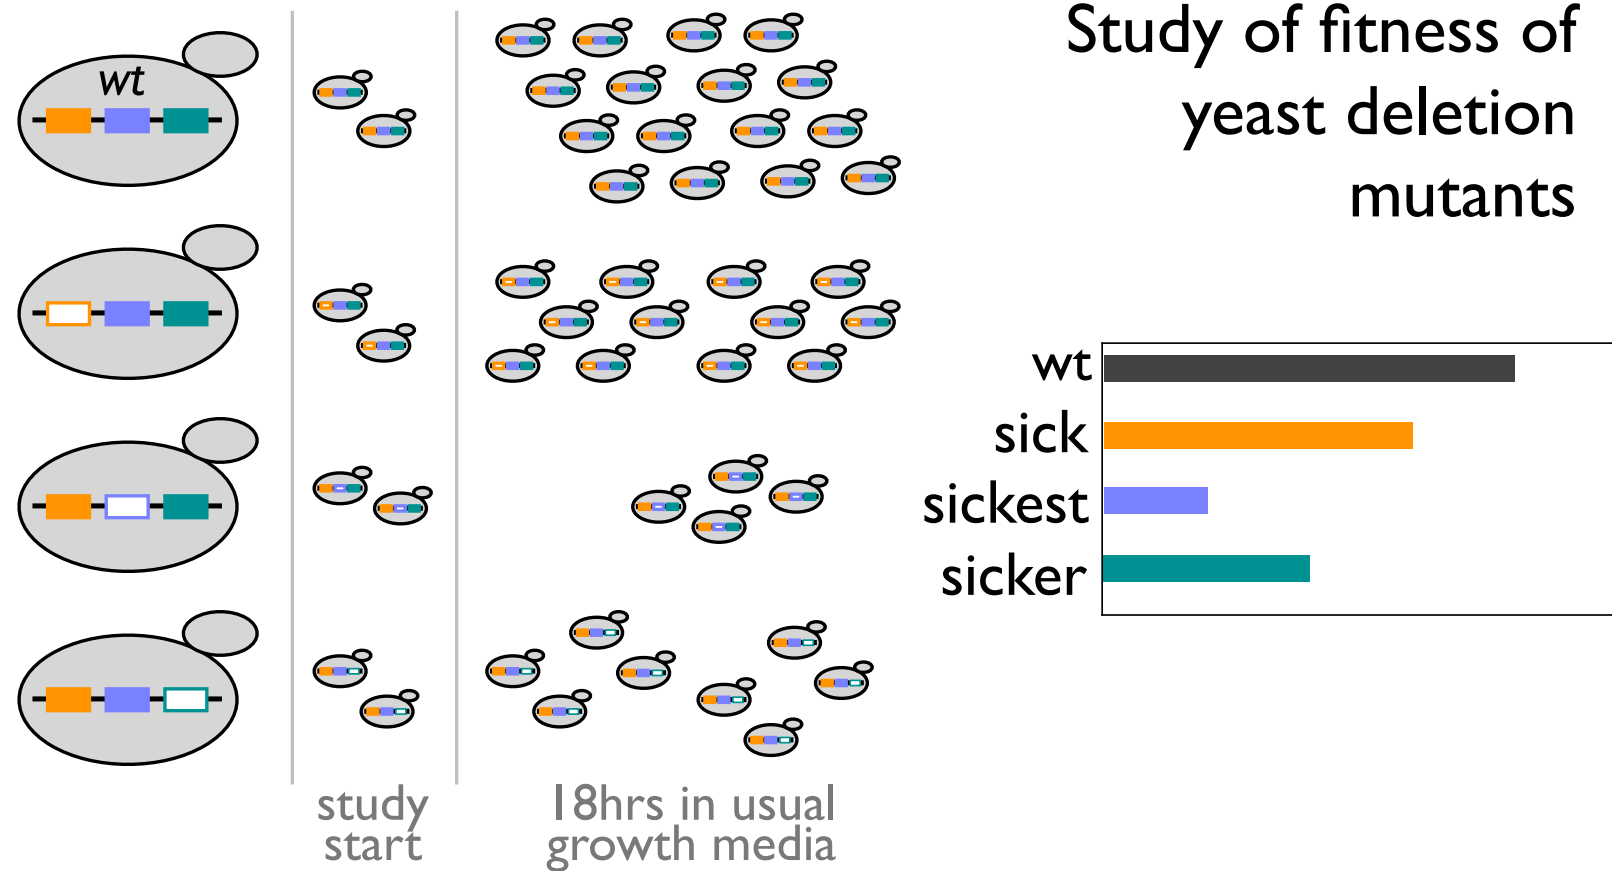 Study of fitness of
yeast deletion
mutants
wt
wt
sick
sickest
sicker
study
start
18hrs in usual
growth media